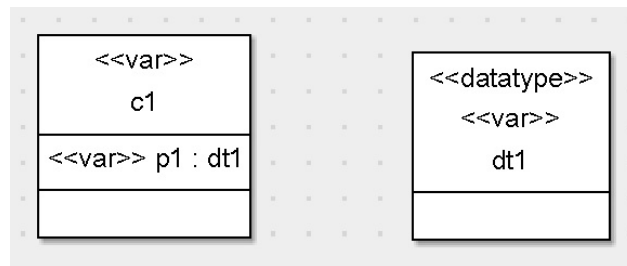 <<var>>
c1
<<var>> p1 : dt1
<<datatype>>
<<var>>
dt1